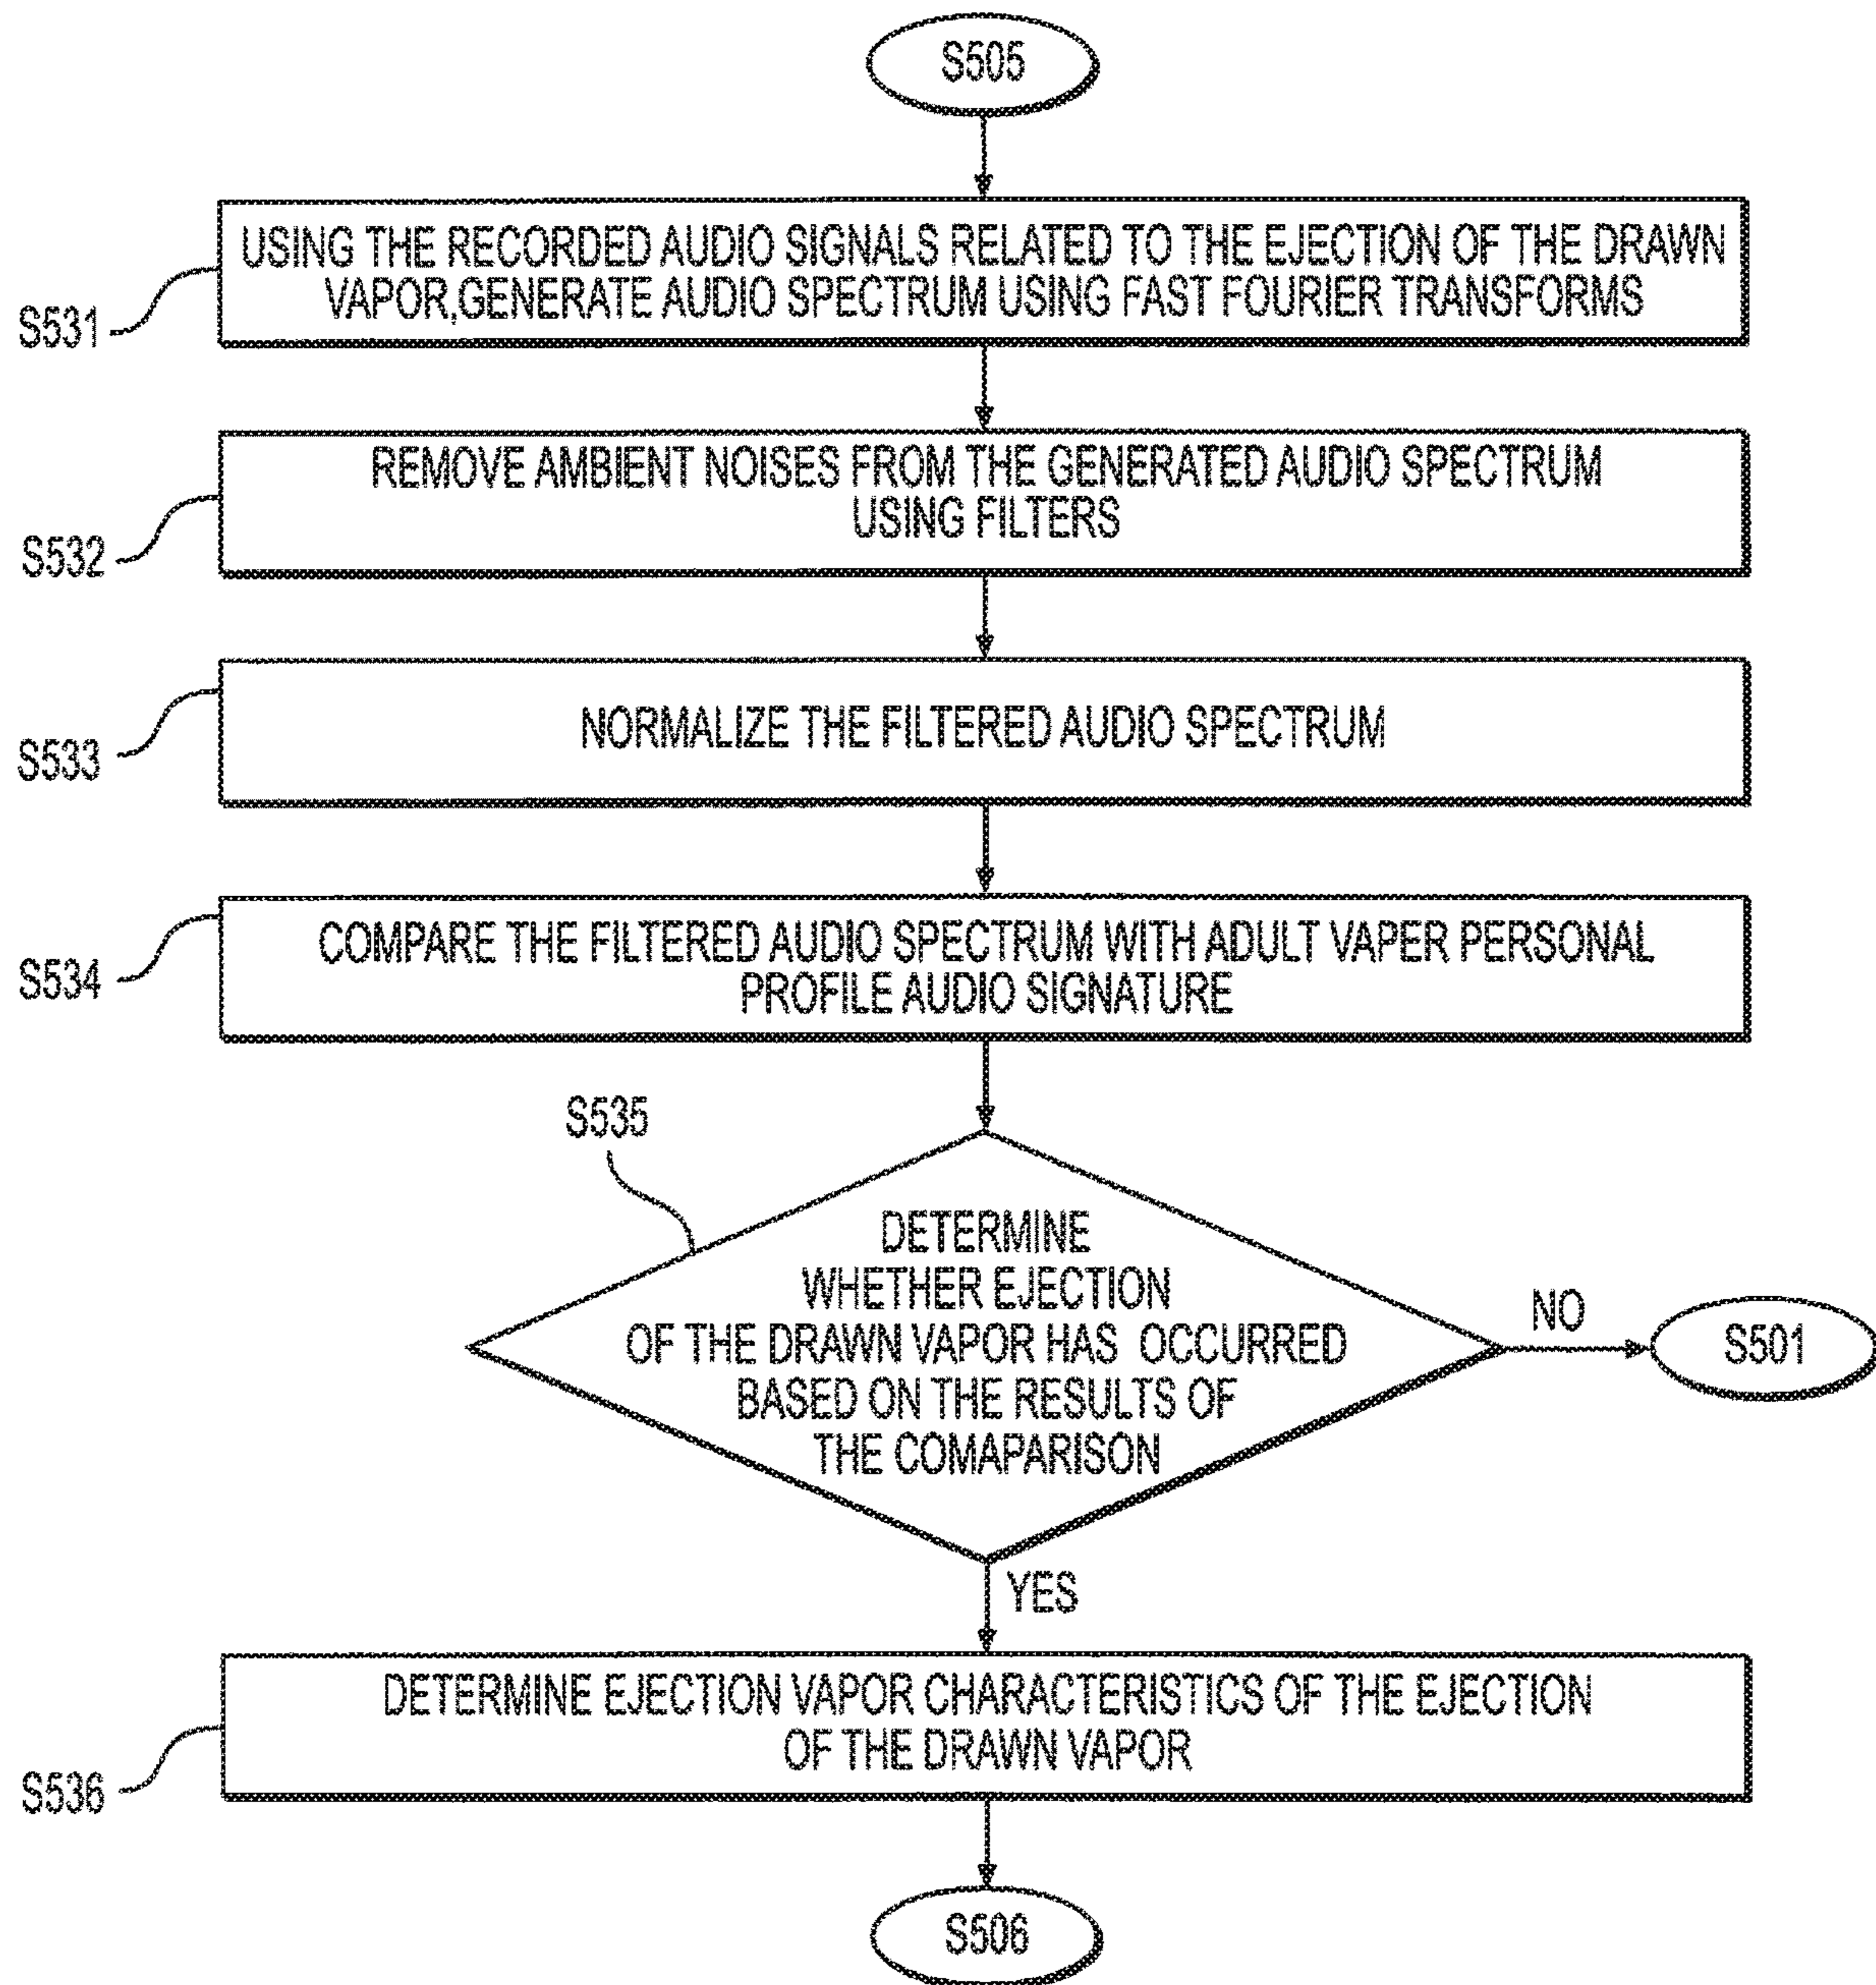 S505
USING THE RECORDED AUDIO SIGNALS RELATED TO THE EJECTION OF THE DRAWN
VAPOR,GENERATE AUDIO SPECTRUM USING FAST FOURIER TRANSFORMS
S531
REMOVE AMBIENT NOISES FROM THE GENERATED AUDIO SPECTRUM
USING FILTERS
S532
NORMALIZE THE FILTERED AUDIO SPECTRUM
S533
COMPARE THE FILTERED AUDIO SPECTRUM WITH ADULT VAPER PERSONAL
PROFILE AUDIO SIGNATURE
S534
S535
DETERMINE
WHETHER EJECTION
OF THE DRAWN VAPOR HAS OCCURRED
BASED ON THE RESULTS OF
THE COMAPARISON
NO
S501
YES
DETERMINE EJECTION VAPOR CHARACTERISTICS OF THE EJECTION
OF THE DRAWN VAPOR
S536
S506